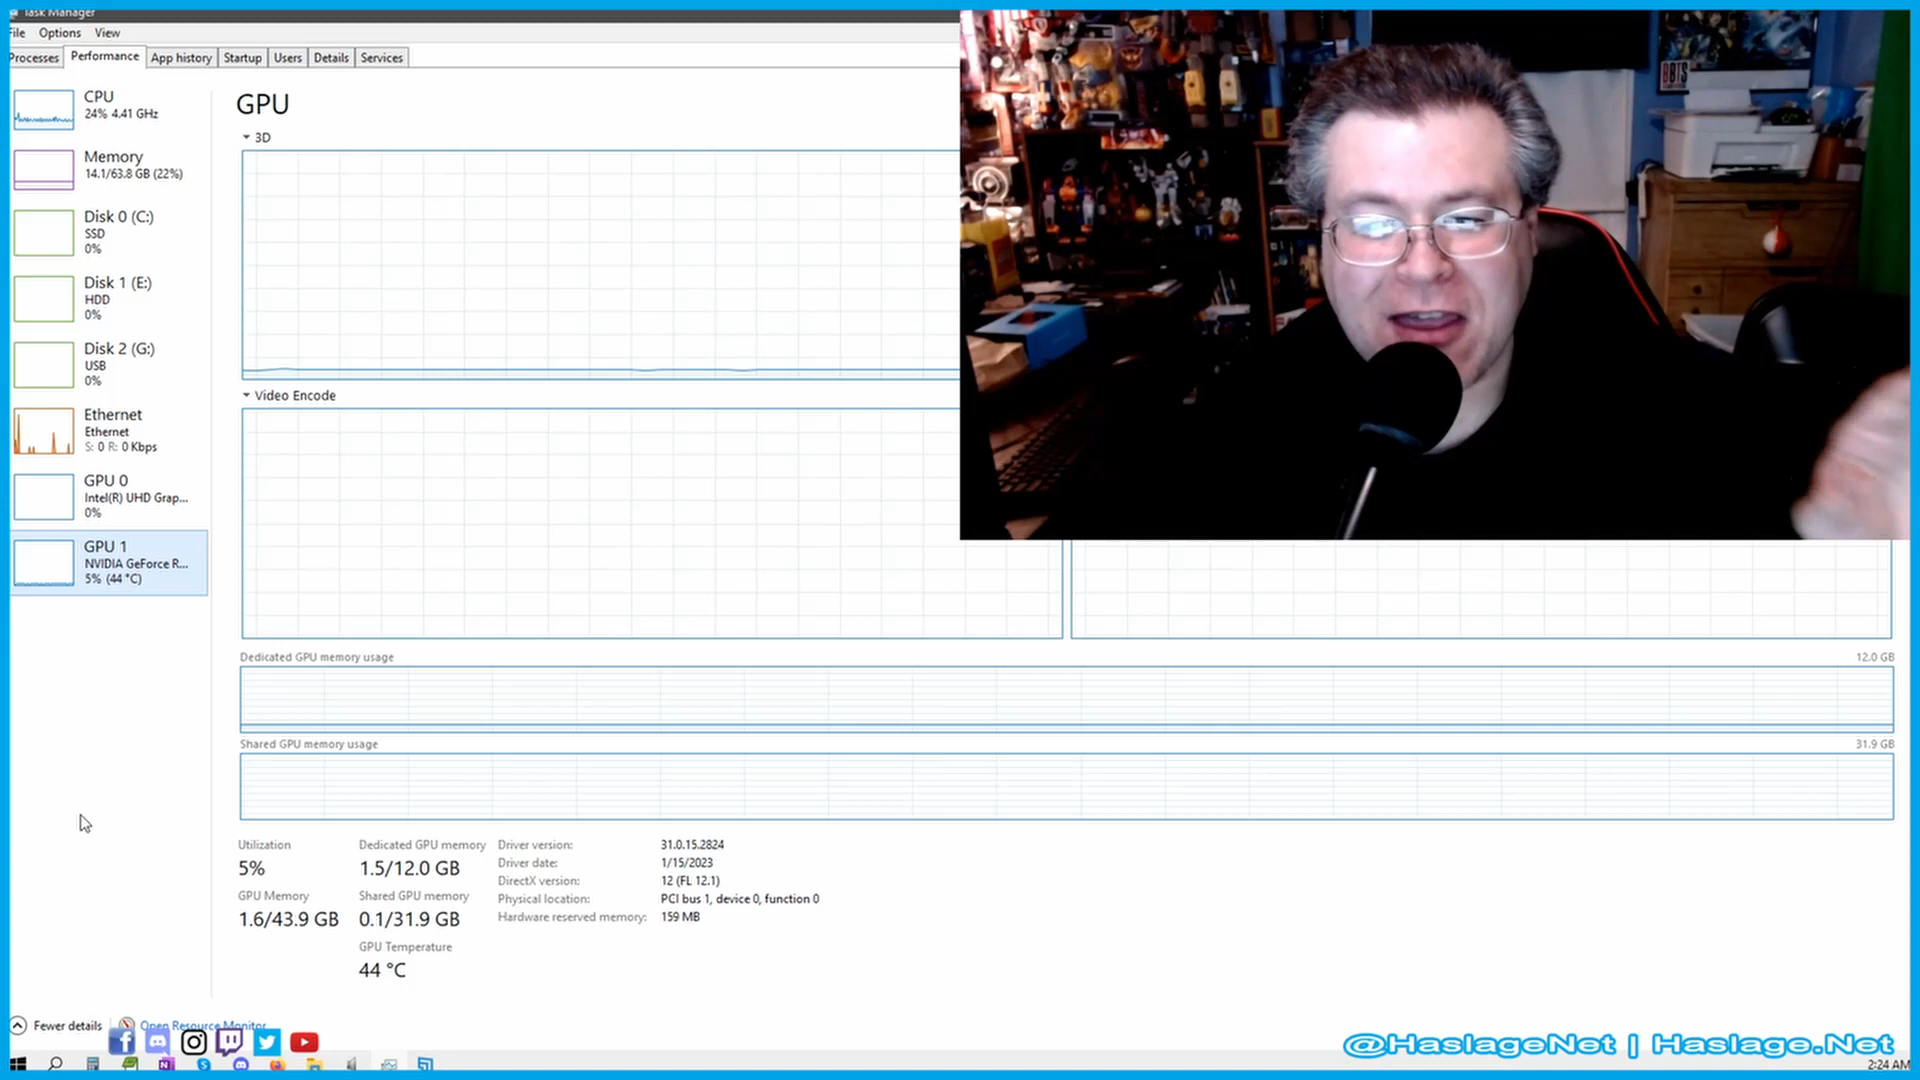 Task Manager
File Options View
Processes Performance App history Startup Users Details Services
CPU
24% 4.41 GHz
Memory
14.1/63.8 GB (22%)
Disk 0 (C:)
SSD
0%
Disk 1 (E:)
HDD
0%
Disk 2 (G:)
USB
0%
Ethernet
Ethernet
S: 0 R: 0 Kbps
GPU 0
Intel(R) UHD Grap...
0%
GPU 1
NVIDIA GeForce R...
5% (44 °C)
GPU
3D
Video Encode
Dedicated GPU memory usage 12.0 GB
Shared GPU memory usage 31.9 GB
Utilization
5%
Dedicated GPU memory
1.5/12.0 GB
GPU Memory
1.6/43.9 GB
Shared GPU memory
0.1/31.9 GB
GPU Temperature
44 °C
Driver version: 31.0.15.2824
Driver date: 1/15/2023
DirectX version: 12 (FL 12.1)
Physical location: PCI bus 1, device 0, function 0
Hardware reserved memory: 159 MB
BBTS
Fewer details Open Resource Monitor
@HaslageNet | Haslage.Net
2:24 AM